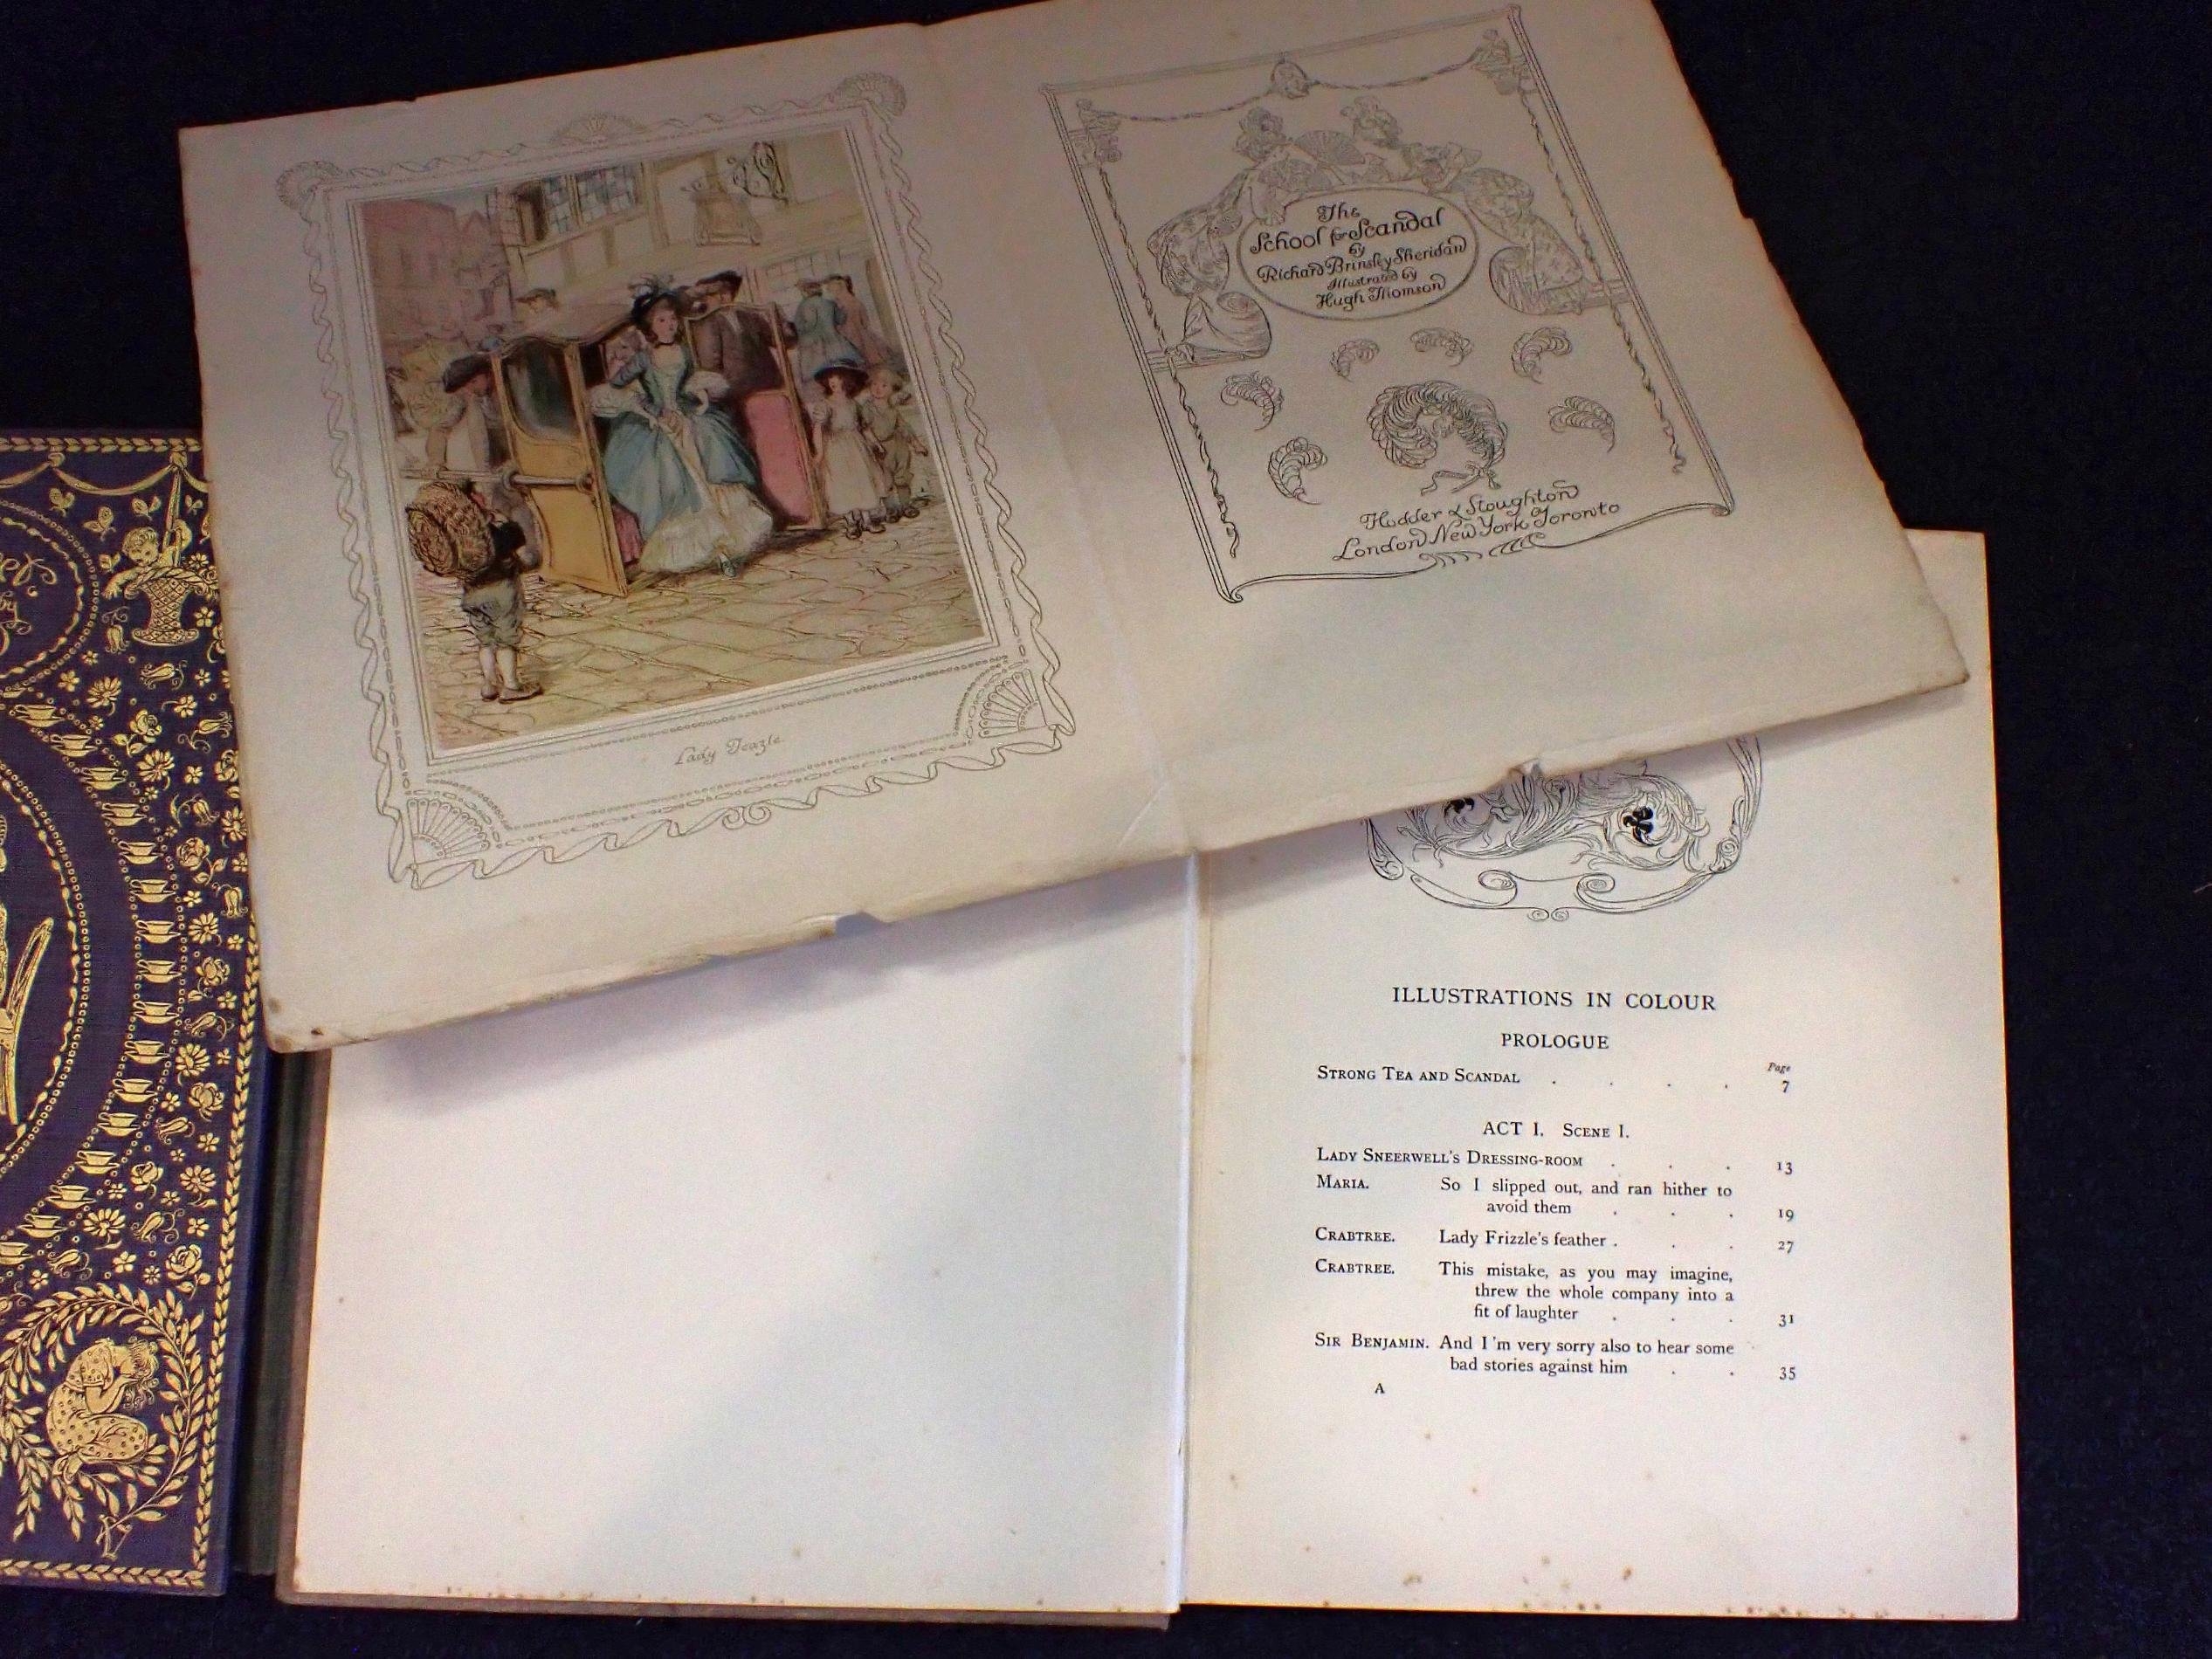 The
School for Scandal
by
Richard Brinsley Sheridan
Illustrated by
Hugh Thomson
Hodder & Stoughton
London New York Toronto
Lady Teazle.
ILLUSTRATIONS IN COLOUR
PROLOGUE
Page
STRONG TEA AND SCANDAL . . . . 7
ACT I. SCENE I.
LADY SNEERWELL'S DRESSING-ROOM . . . 13
MARIA. So I slipped out, and ran hither to
avoid them . . . 19
CRABTREE. Lady Frizzle's feather . . . 27
CRABTREE. This mistake, as you may imagine,
threw the whole company into a
fit of laughter . . . 31
SIR BENJAMIN. And I'm very sorry also to hear some
bad stories against him . . 35
A